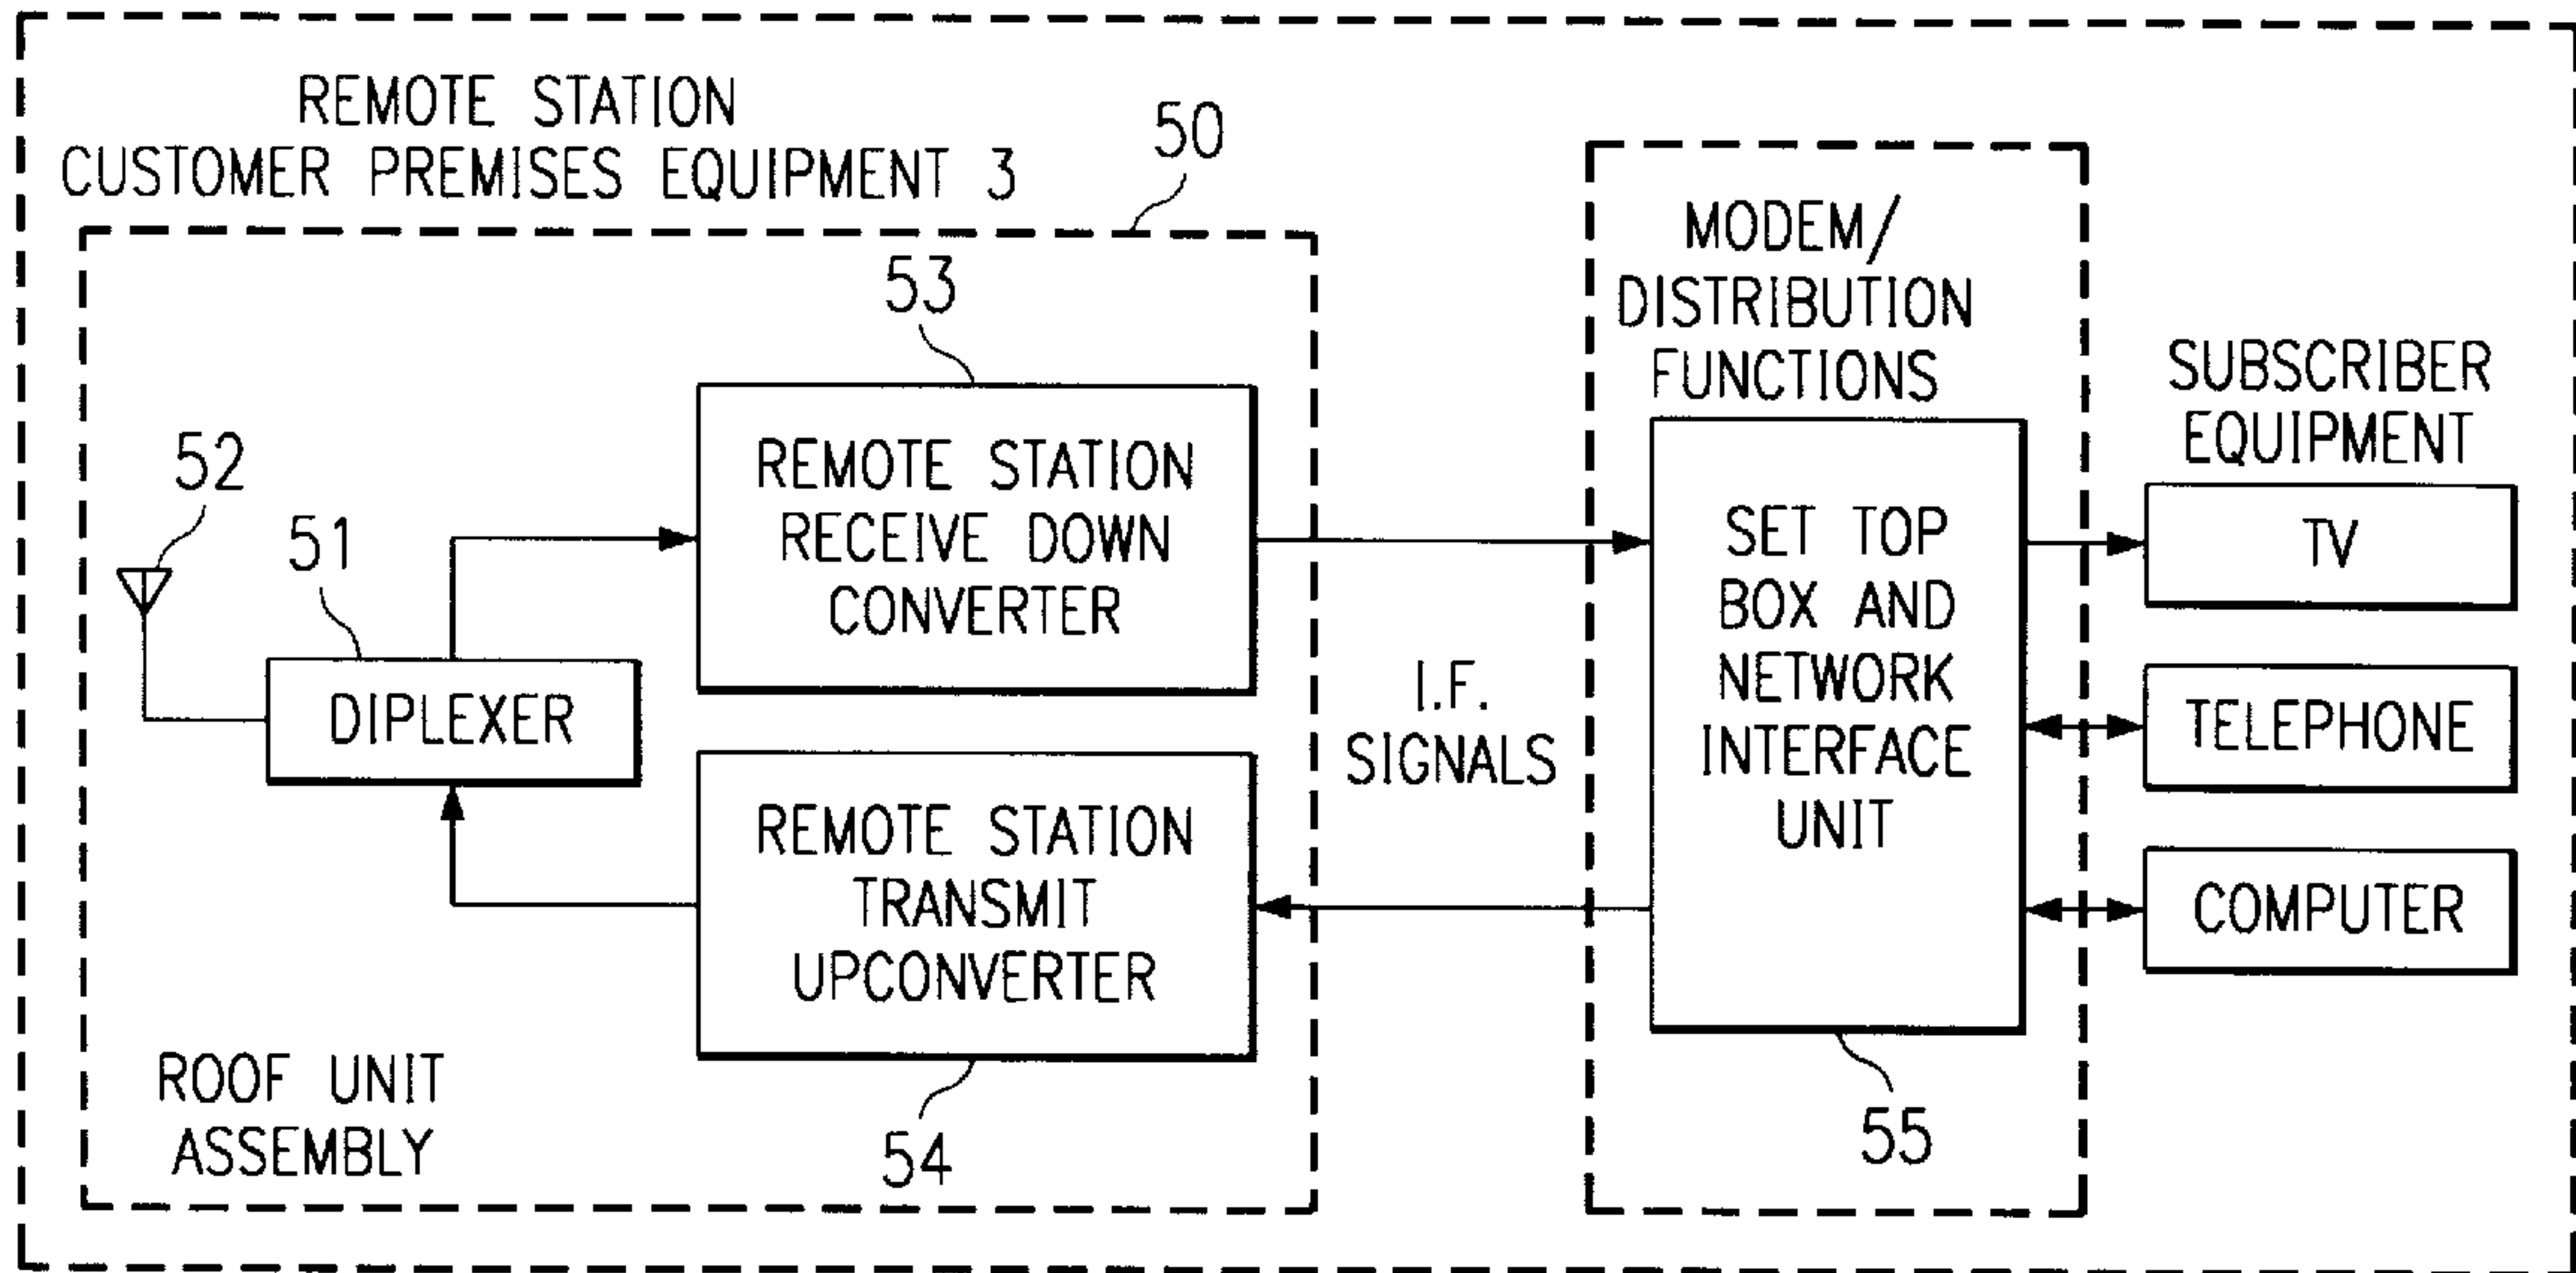 REMOTE STATION
CUSTOMER PREMISES EQUIPMENT 3
50
53
52
51
REMOTE STATION
RECEIVE DOWN
CONVERTER
DIPLEXER
REMOTE STATION
TRANSMIT
UPCONVERTER
54
ROOF UNIT
ASSEMBLY
I.F.
SIGNALS
MODEM/
DISTRIBUTION
FUNCTIONS
SET TOP
BOX AND
NETWORK
INTERFACE
UNIT
55
SUBSCRIBER
EQUIPMENT
TV
TELEPHONE
COMPUTER